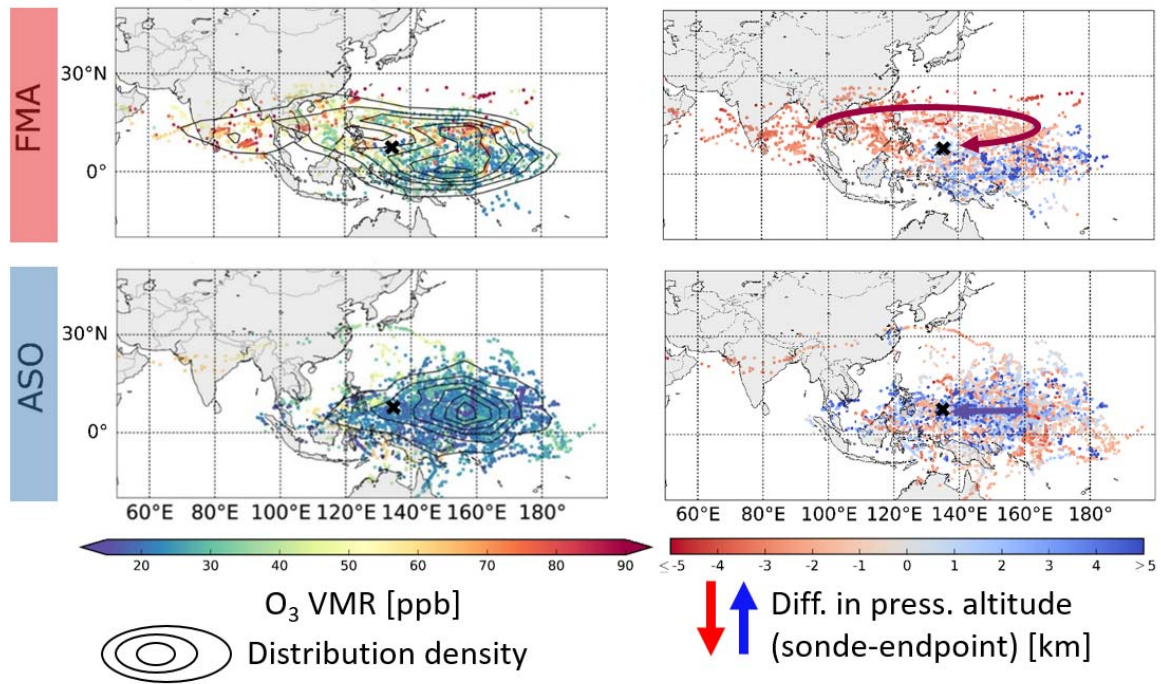 FMA
30°N
0°
ASO
30°N
0°
60°E 80°E 100°E 120°E 140°E 160°E 180°
60°E 80°E 100°E 120°E 140°E 160°E 180°
20 30 40 50 60 70 80 90
≤-5 -4 -3 -2 -1 0 1 2 3 4 >5
O₃ VMR [ppb]
Distribution density
Diff. in press. altitude
(sonde-endpoint) [km]